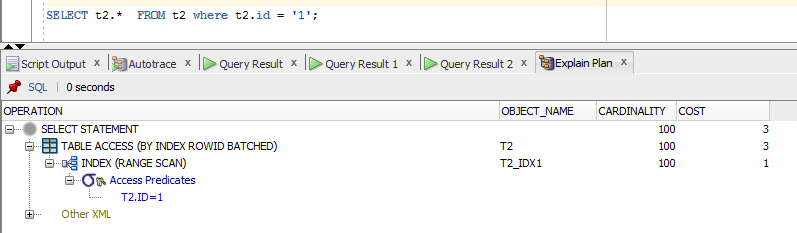 SELECT t2.*  FROM t2 where t2.id = '1';
Script Output x Autotrace x Query Result x Query Result 1 x Query Result 2 x Explain Plan x
SQL | 0 seconds
OPERATION OBJECT_NAME CARDINALITY COST
SELECT STATEMENT 100 3
TABLE ACCESS (BY INDEX ROWID BATCHED) T2 100 3
INDEX (RANGE SCAN) T2_IDX1 100 1
Access Predicates
T2.ID=1
Other XML